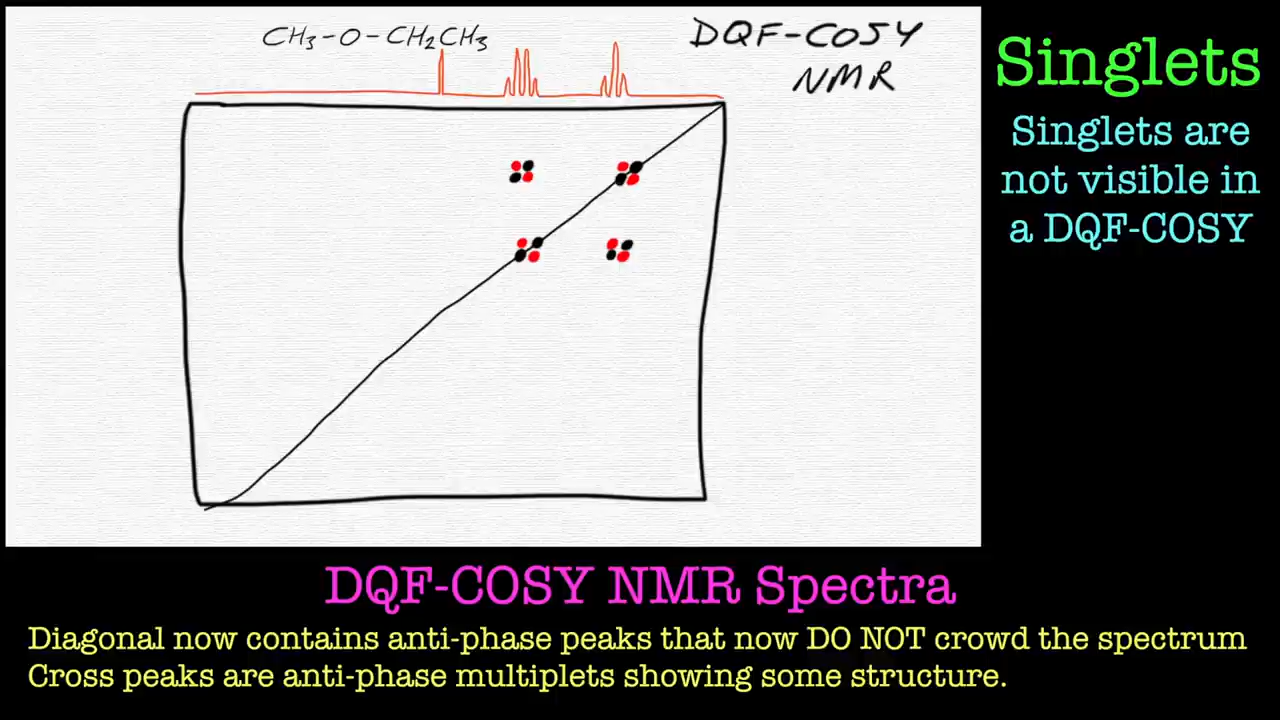 CH₃-O-CH₂CH₃
DQF-COSY
NMR
Singlets
Singlets are
not visible in
a DQF-COSY
DQF-COSY NMR Spectra
Diagonal now contains anti-phase peaks that now DO NOT crowd the spectrum
Cross peaks are anti-phase multiplets showing some structure.